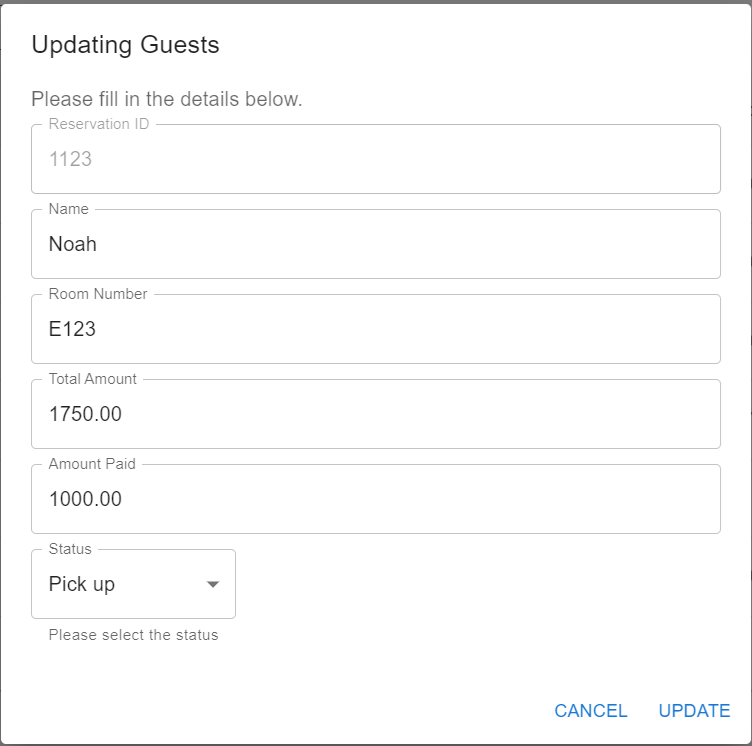 Updating Guests
Please fill in the details below.
Reservation ID
1123
Name
Noah
Room Number
E123
Total Amount
1750.00
Amount Paid
1000.00
Status
Pick up
Please select the status
CANCEL UPDATE